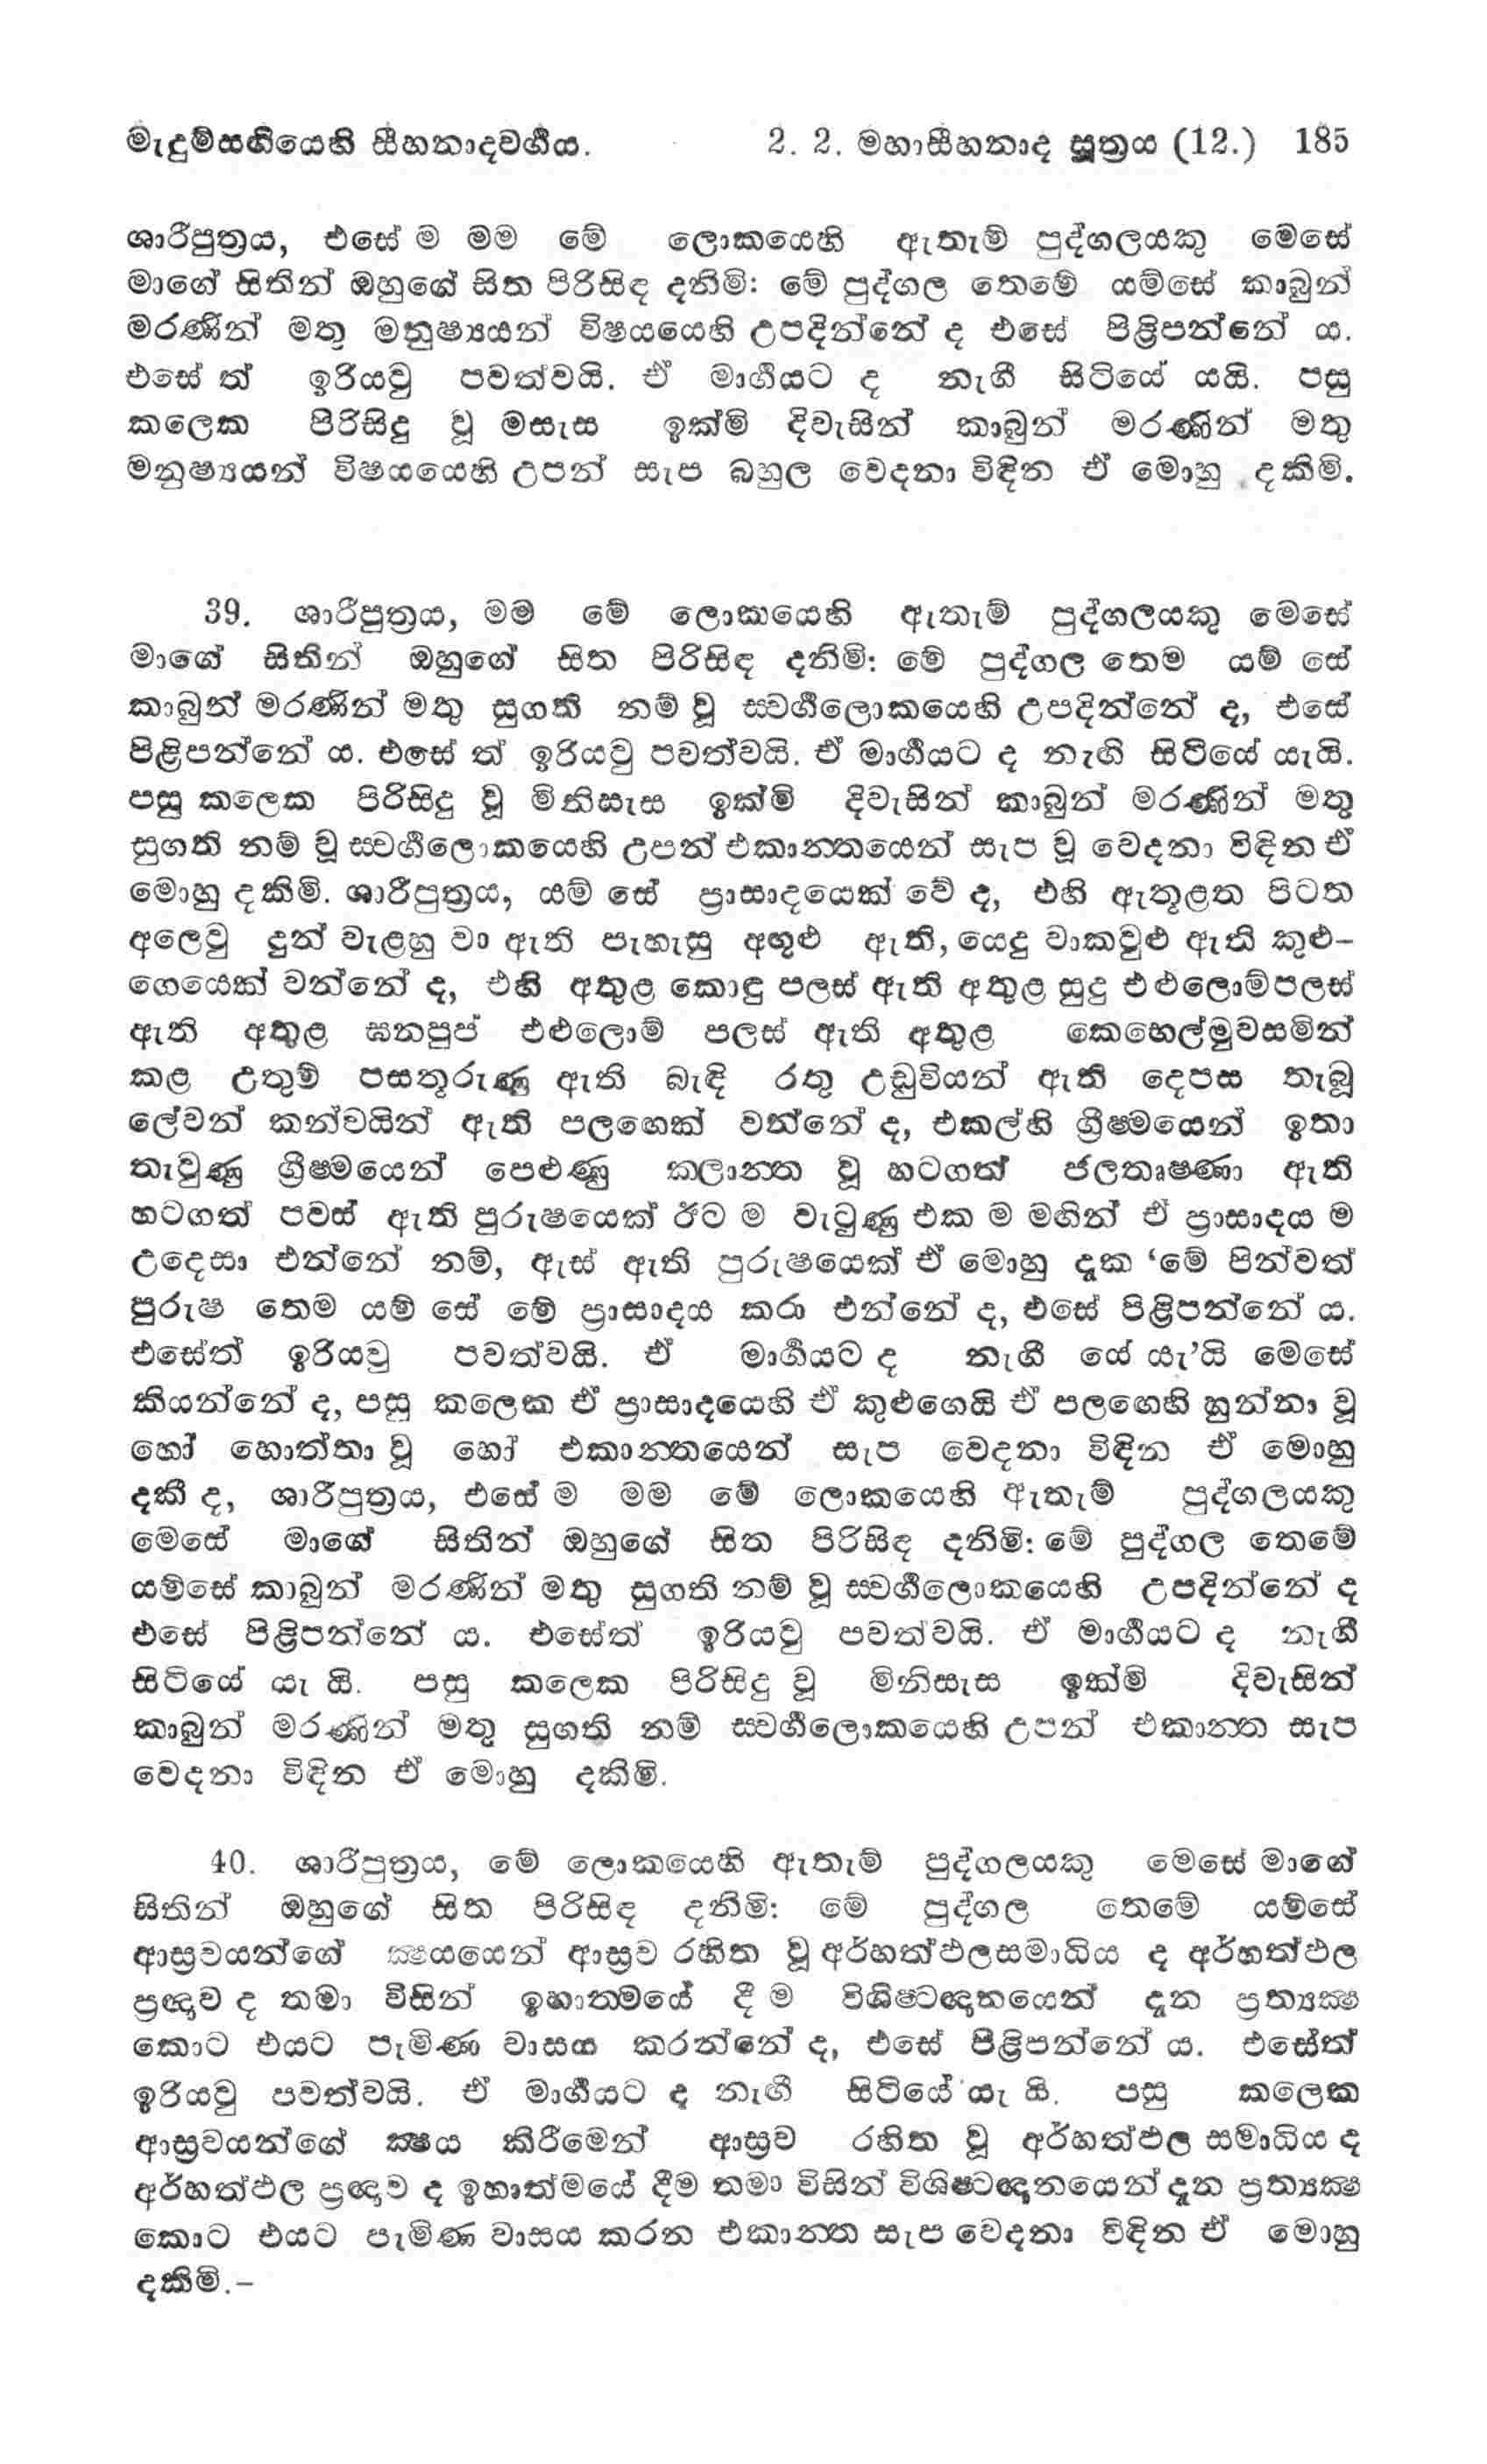 මැදුම්සඟියෙහි සීහනාදවර්‍ගය. 2. 2. මහාසීහනාද සූත්‍රය (12.) 185
ශාරීපුත්‍රය, එසේ ම මම මේ ලොකයෙහි ඇතැම් පුද්ගලයකු මෙසේ
මාගේ සිතින් ඔහුගේ සිත පිරිසිඳ දනිමි: මේ පුද්ගල තෙමේ යම්සේ කාබුන්
මරණින් මතු මනුෂ්‍යයන් විෂයයෙහි උපදින්නේ ද එසේ පිළිපන්නේ ය.
එසේ ත් ඉරියවු පවත්වයි. ඒ මාර්‍ගයට ද නැගී සිටියේ යයි. පසු
කලෙක පිරිසිදු වූ මසැස ඉක්මි දිවැසින් කාබුන් මරණින් මතු
මනුෂ්‍යයන් විෂයයෙහි උපන් සැප බහුල වෙදනා විඳින ඒ මොහු දකිමි.
39. ශාරීපුත්‍රය, මම මේ ලොකයෙහි ඇතැම් පුද්ගලයකු මෙසේ
මාගේ සිතින් ඔහුගේ සිත පිරිසිඳ දනිමි: මේ පුද්ගල තෙම යම් සේ
කාබුන් මරණින් මතු සුගති නම් වූ ස්‍වර්‍ගලොකයෙහි උපදින්නේ ද, එසේ
පිළිපන්නේ ය. එසේ ත් ඉරියවු පවත්වයි. ඒ මාර්‍ගයට ද නැඟි සිටියේ යැයි.
පසු කලෙක පිරිසිදු වූ මිනිසැස ඉක්මි දිවැසින් කාබුන් මරණින් මතු
සුගති නම් වූ ස්‍වර්‍ගලොකයෙහි උපන් එකාන්‍තයෙන් සැප වූ වෙදනා විඳින ඒ
මොහු දකිමි. ශාරීපුත්‍රය, යම් සේ ප්‍රාසාදයෙක් වේ ද, එහි ඇතුළත පිටත
අලෙවු දුන් වැළහු වා ඇති පැහැසු අඟුළු ඇති, යෙදු වාකවුළු ඇති කුළු-
ගෙයෙක් වන්නේ ද, එහි අතුළ කොඳු පලස් ඇති අතුළ සුදු එළුලොම්පලස්
ඇති අතුළ ඝනපුප් එළුලොම් පලස් ඇති අතුළ කෙහෙල්මුවසමින්
කළ උතුම් පසතුරුණු ඇති බැඳි රතු උඩුවියන් ඇති දෙපස තැබූ
ලේවන් කන්වයින් ඇති පලඟෙක් වන්නේ ද, එකල්හි ග්‍රීෂ්‍මයෙන් ඉතා
තැවුණු ග්‍රීෂ්‍මයෙන් පෙළුණු කලාන්‍ත වූ හටගත් ජලතෘෂ්ණා ඇති
හටගත් පවස් ඇති පුරුෂයෙක් ඊට ම වැටුණු එක ම මඟින් ඒ ප්‍රාසාදය ම
උදෙසා එන්නේ නම්, ඇස් ඇති පුරුෂයෙක් ඒ මොහු දැක ‘මේ පින්වත්
පුරුෂ තෙම යම් සේ මේ ප්‍රාසාදය කරා එන්නේ ද, එසේ පිළිපන්නේ ය.
එසේත් ඉරියවු පවත්වයි. ඒ මාර්‍ගයට ද නැගී යේ යැ’යි මෙසේ
කියන්නේ ද, පසු කලෙක ඒ ප්‍රාසාදයෙහි ඒ කුළුගෙයි ඒ පලඟෙහි හුන්නා වූ
හෝ හොත්තා වූ හෝ එකාන්‍තයෙන් සැප වෙදනා විඳින ඒ මොහු
දකී ද, ශාරීපුත්‍රය, එසේ ම මම මේ ලොකයෙහි ඇතැම් පුද්ගලයකු
මෙසේ මාගේ සිතින් ඔහුගේ සිත පිරිසිඳ දනිමි: මේ පුද්ගල තෙමේ
යම්සේ කාබුන් මරණින් මතු සුගති නම් වූ ස්‍වර්‍ගලොකයෙහි උපදින්නේ ද
එසේ පිළිපන්නේ ය. එසේත් ඉරියවු පවත්වයි. ඒ මාර්‍ගයට ද නැගී
සිටියේ යැ යි. පසු කලෙක පිරිසිදු වූ මිනිසැස ඉක්මි දිවැසින්
කාබුන් මරණින් මතු සුගති නම් ස්‍වර්‍ගලොකයෙහි උපන් එකාන්‍ත සැප
වෙදනා විඳින ඒ මොහු දකිමි.
40. ශාරීපුත්‍රය, මේ ලොකයෙහි ඇතැම් පුද්ගලයකු මෙසේ මාගේ
සිතින් ඔහුගේ සිත පිරිසිඳ දනිමි: මේ පුද්ගල තෙමේ යම්සේ
ආස්‍රවයන්ගේ ක්‍ෂයයෙන් ආස්‍රව රහිත වූ අර්හත්ඵලසමාධිය ද අර්හත්ඵල
ප්‍රඥාව ද තමා විසින් ඉහාත්‍මයේ දී ම විශිෂ්ටඥානයෙන් දැන ප්‍රත්‍යක්‍ෂ
කොට එයට පැමිණ වාසය කරන්නේ ද, එසේ පිළිපන්නේ ය. එසේත්
ඉරියවු පවත්වයි. ඒ මාර්‍ගයට ද නැඟී සිටියේ යැ යි. පසු කලෙක
ආස්‍රවයන්ගේ ක්‍ෂය කිරීමෙන් ආස්‍රව රහිත වූ අර්හත්ඵල සමාධිය ද
අර්හත්ඵල ප්‍රඥාව ද ඉහාත්මයේ දීම තමා විසින් විශිෂ්ටඥානයෙන් දැන ප්‍රත්‍යක්‍ෂ
කොට එයට පැමිණ වාසය කරන එකාන්‍ත සැප වෙදනා විඳින ඒ මොහු
දකිමි.-